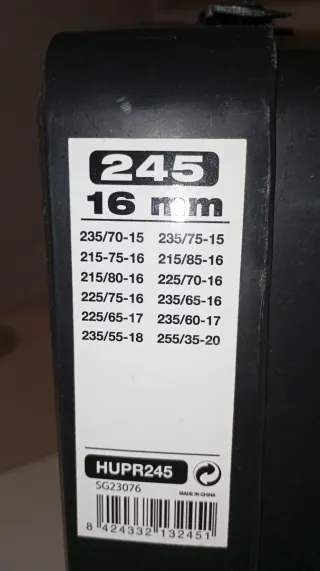 245
16 mm
235/70-15 235/75-15
215-75-16 215/85-16
215/80-16 225/70-16
225/75-16 235/65-16
225/65-17 235/60-17
235/55-18 255/35-20
HUPR245
SG23076
MADE IN CHINA
8 424332 132451